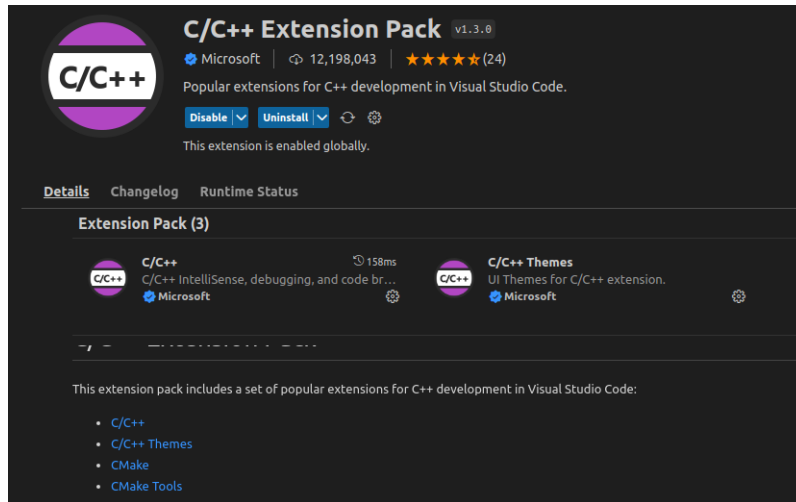 C/C++ Extension Pack v1.3.0
C/C++
Microsoft 12,198,043 (24)
Popular extensions for C++ development in Visual Studio Code.
Disable Uninstall
This extension is enabled globally.
Details Changelog Runtime Status
Extension Pack (3)
C/C++ 158ms
C/C++
C/C++ IntelliSense, debugging, and code br...
Microsoft
C/C++ Themes
C/C++
UI Themes for C/C++ extension.
Microsoft
This extension pack includes a set of popular extensions for C++ development in Visual Studio Code:
• C/C++
• C/C++ Themes
• CMake
• CMake Tools